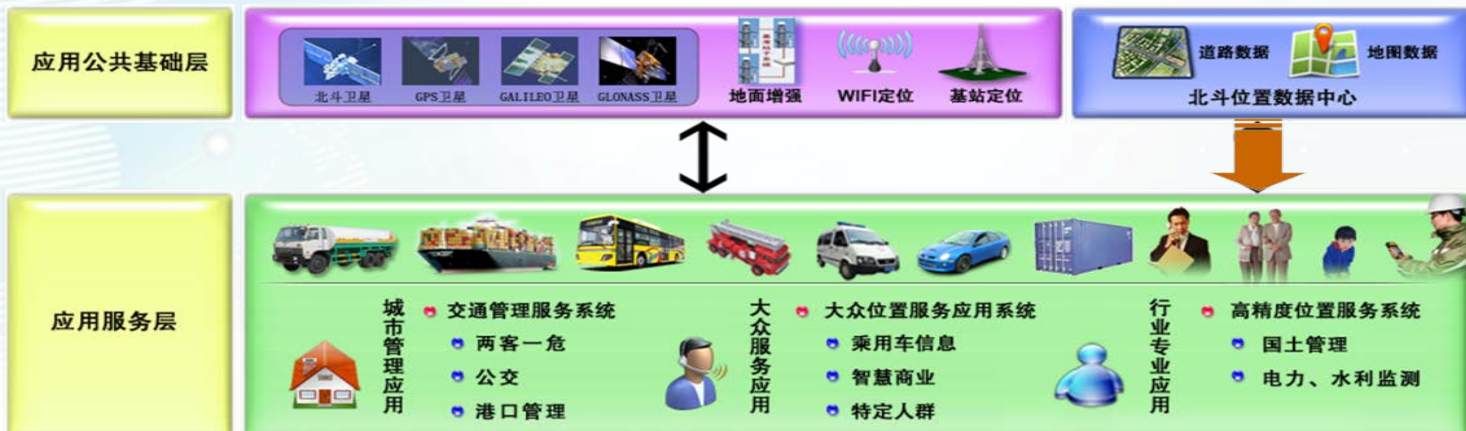 应用公共基础层
北斗卫星
GPS卫星
GALILEO卫星
GLONASS卫星
地面增强
WIFI定位
基站定位
道路数据
地图数据
北斗位置数据中心
应用服务层
城市管理应用
交通管理服务系统
两客一危
公交
港口管理
大众服务应用
大众位置服务应用系统
乘用车信息
智慧商业
特定人群
行业专业应用
高精度位置服务系统
国土管理
电力、水利监测